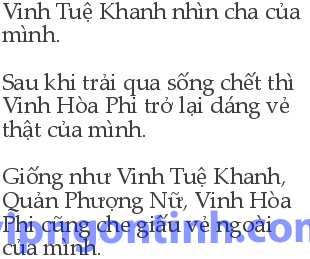 Vinh Tuệ Khanh nhìn cha của
mình.
Sau khi trải qua sống chết thì
Vinh Hòa Phi trở lại dáng vẻ
thật của mình.
Giống như Vinh Tuệ Khanh,
Quản Phượng Nữ, Vinh Hòa
Phi cũng che giấu vẻ ngoài
của mình.
vipngontinh.com